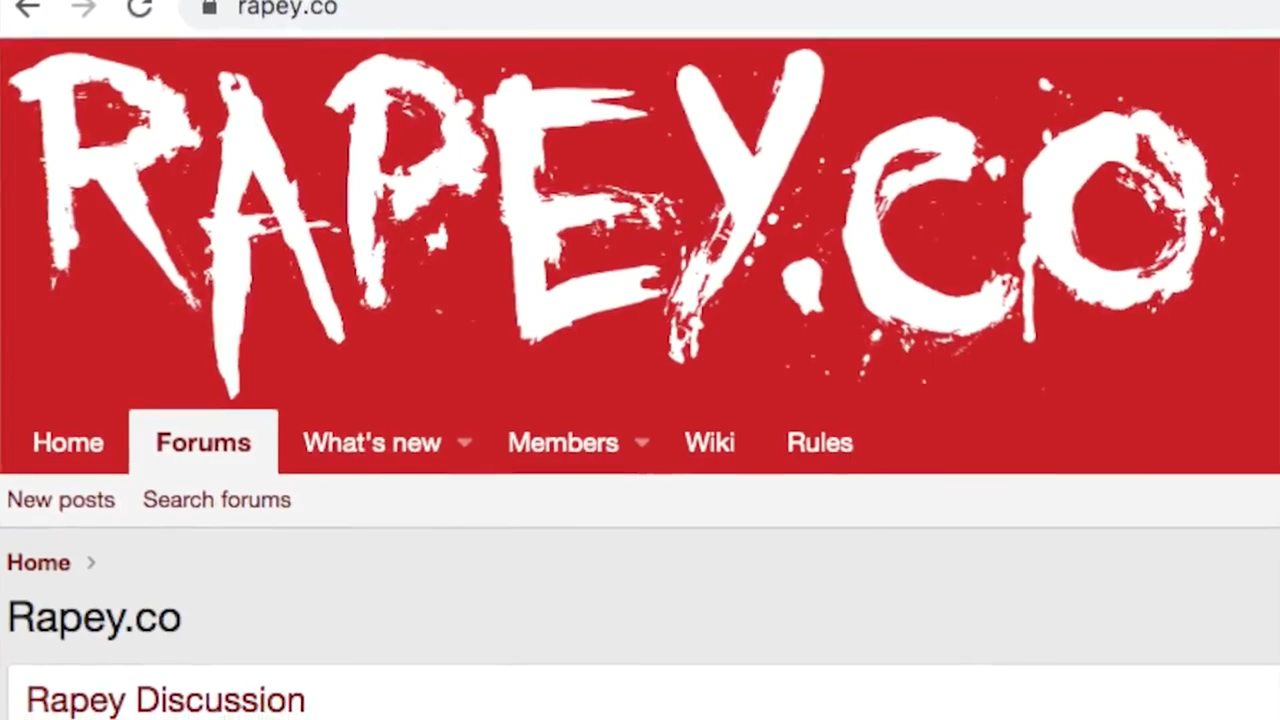 rapey.co
RAPEY.CO
Home Forums What's new Members Wiki Rules
New posts Search forums
Home
Rapey.co
Rapey Discussion